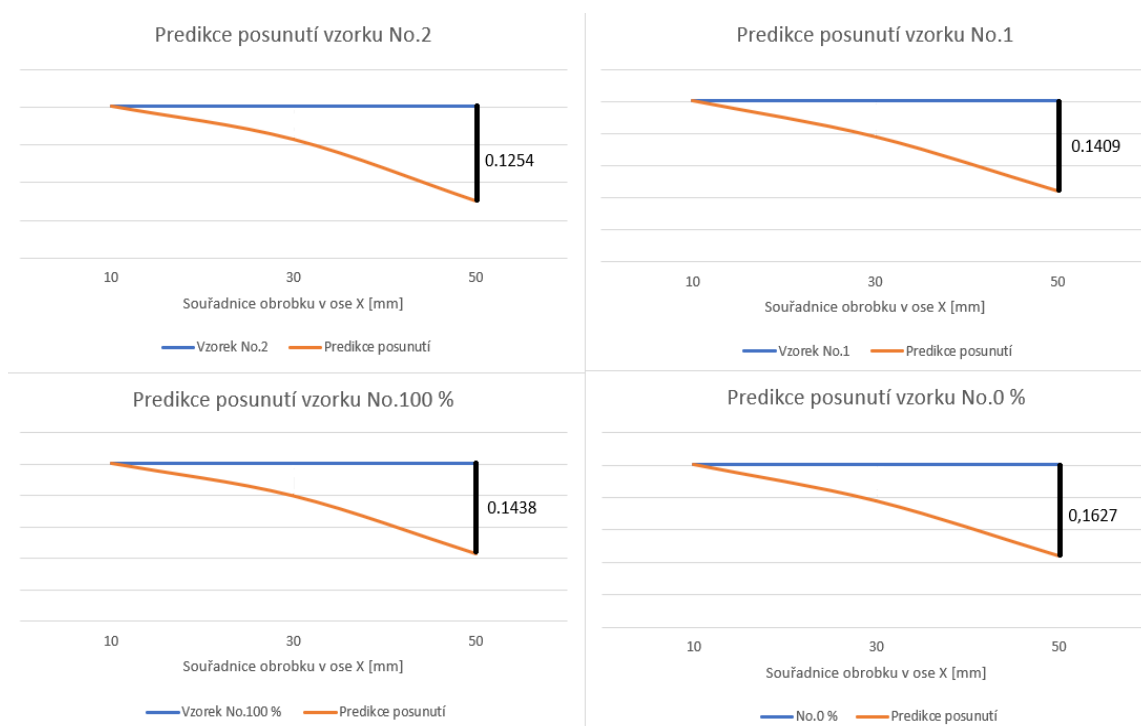 Predikce posunutí vzorku No.2
0.1254
10 30 50
Souřadnice obrobku v ose X [mm]
Vzorek No.2 Predikce posunutí
Predikce posunutí vzorku No.1
0.1409
10 30 50
Souřadnice obrobku v ose X [mm]
Vzorek No.1 Predikce posunutí
Predikce posunutí vzorku No.100 %
0.1438
10 30 50
Souřadnice obrobku v ose X [mm]
Vzorek No.100 % Predikce posunutí
Predikce posunutí vzorku No.0 %
0,1627
10 30 50
Souřadnice obrobku v ose X [mm]
No.0 % Predikce posunutí